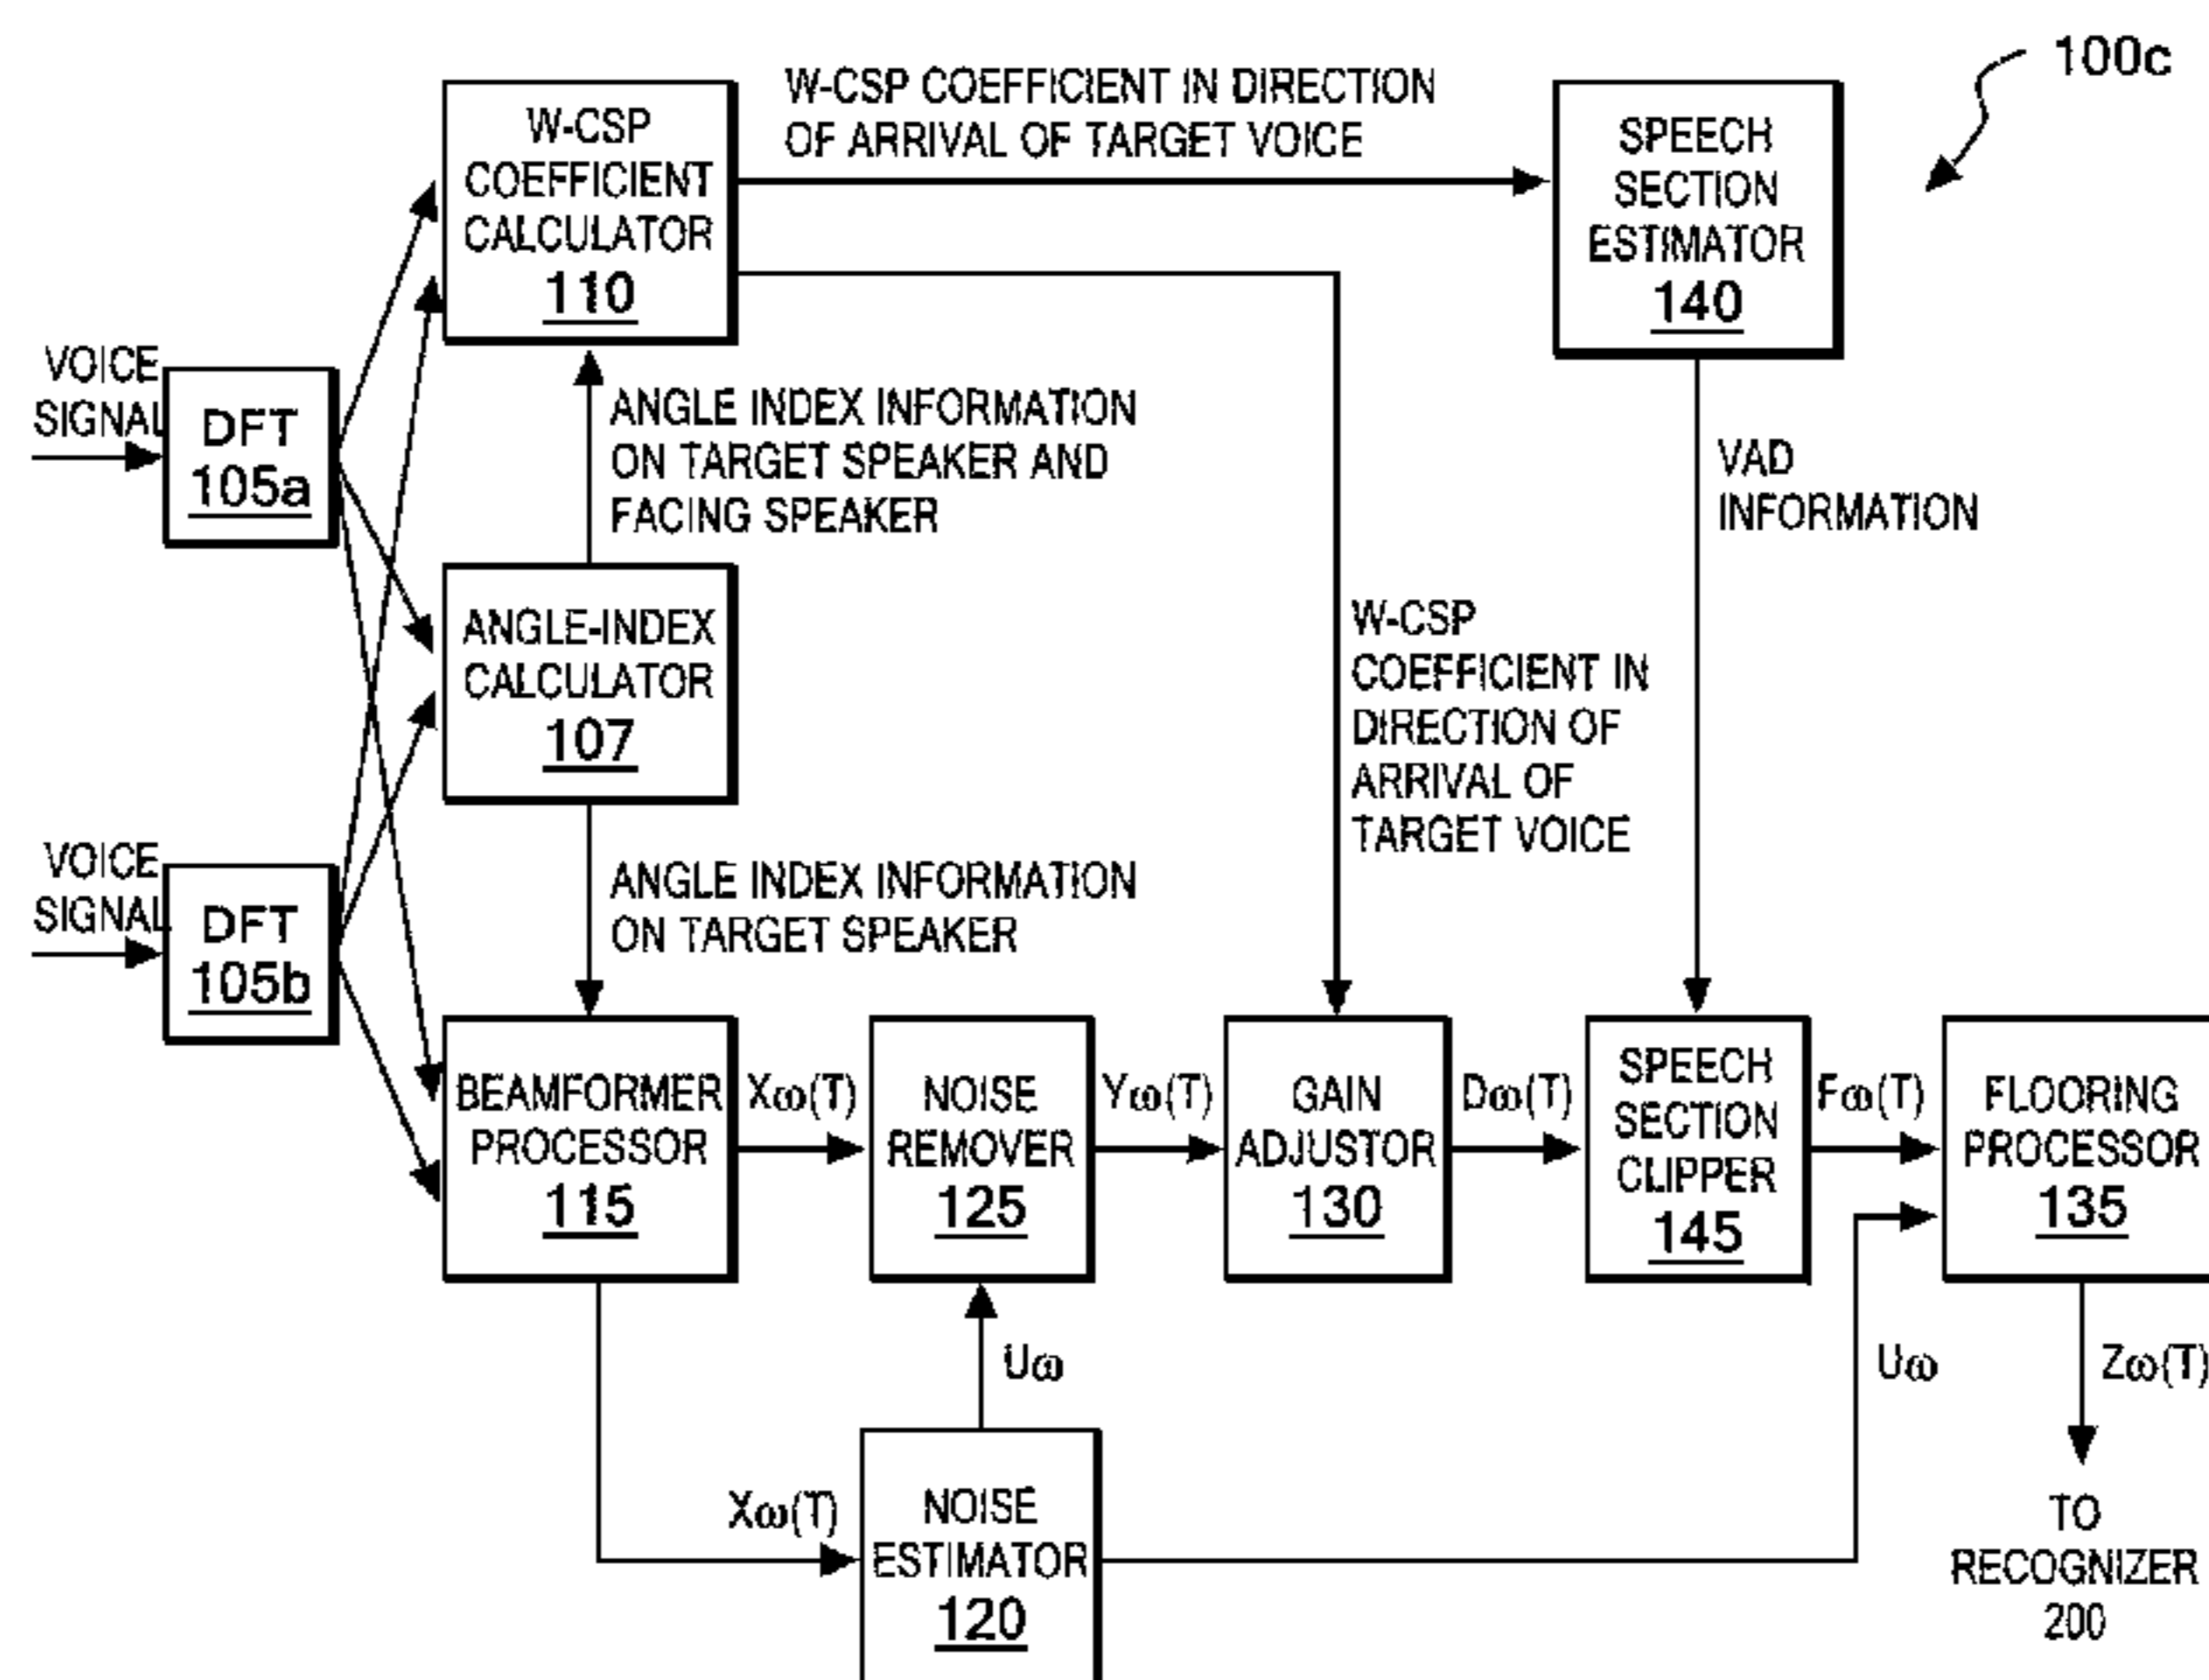 100c
W-CSP COEFFICIENT IN DIRECTION
OF ARRIVAL OF TARGET VOICE
W-CSP
COEFFICIENT
CALCULATOR
110
SPEECH
SECTION
ESTIMATOR
140
VOICE
SIGNAL
DFT
105a
ANGLE INDEX INFORMATION
ON TARGET SPEAKER AND
FACING SPEAKER
VAD
INFORMATION
ANGLE-INDEX
CALCULATOR
107
W-CSP
COEFFICIENT IN
DIRECTION OF
ARRIVAL OF
TARGET VOICE
VOICE
SIGNAL
DFT
105b
ANGLE INDEX INFORMATION
ON TARGET SPEAKER
BEAMFORMER
PROCESSOR
115
Xω(T)
NOISE
REMOVER
125
Yω(T)
GAIN
ADJUSTOR
130
Dω(T)
SPEECH
SECTION
CLIPPER
145
Fω(T)
FLOORING
PROCESSOR
135
Uω
Uω
Zω(T)
Xω(T)
NOISE
ESTIMATOR
120
TO
RECOGNIZER
200